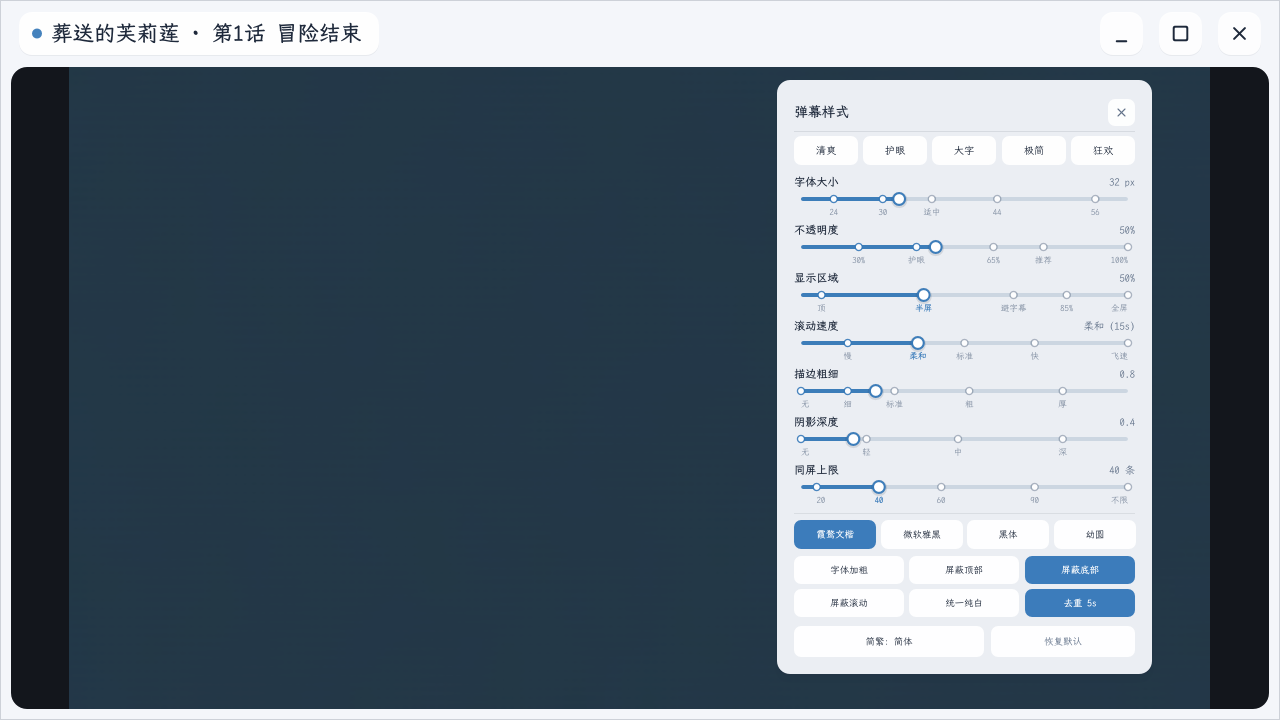 葬送的芙莉莲 · 第1话 冒险结束
弹幕样式
清爽 护眼 大字 极简 狂欢
字体大小 32 px
24 30 适中 44 56
不透明度 50%
30% 护眼 65% 推荐 100%
显示区域 50%
顶 半屏 避字幕 85% 全屏
滚动速度 柔和 (15s)
慢 柔和 标准 快 飞速
描边粗细 0.8
无 细 标准 粗 厚
阴影深度 0.4
无 轻 中 深
同屏上限 40 条
20 40 60 90 不限
霞鹜文楷 微软雅黑 黑体 幼圆
字体加粗 屏蔽顶部 屏蔽底部
屏蔽滚动 统一纯白 去重 5s
简繁: 简体 恢复默认